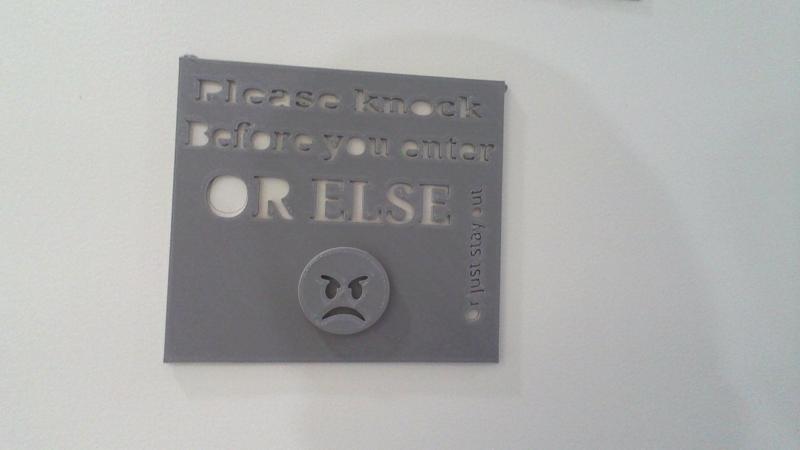 Please knock
Before you enter
OR ELSE
Or just stay out